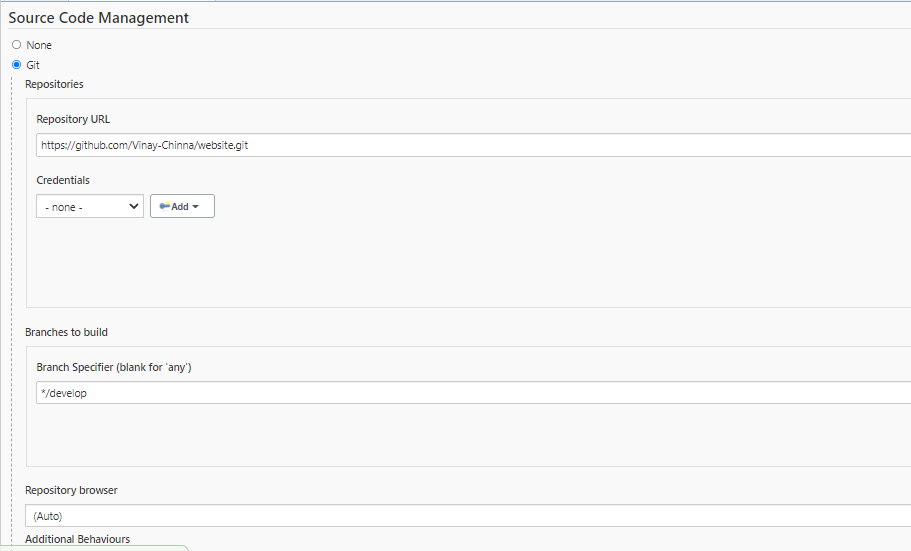 Source Code Management
None
Git
Repositories
Repository URL
https://github.com/Vinay-Chinna/website.git
Credentials
- none -
Add
Branches to build
Branch Specifier (blank for 'any')
*/develop
Repository browser
(Auto)
Additional Behaviours